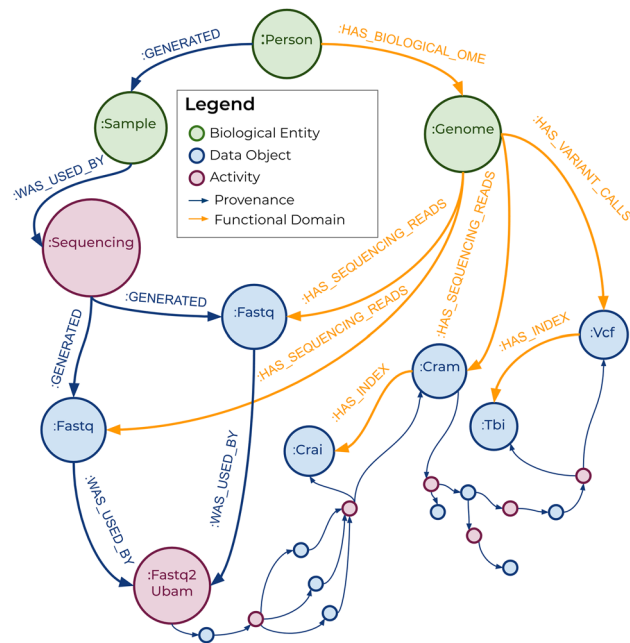 :Person
:GENERATED
:HAS_BIOLOGICAL_OME
Legend
Biological Entity
Data Object
Activity
Provenance
Functional Domain
:Sample
:Genome
:WAS_USED_BY
:HAS_VARIANT_CALLS
:Sequencing
:HAS_SEQUENCING_READS
:HAS_SEQUENCING_READS
:HAS_SEQUENCING_READS
:GENERATED
:Fastq
:GENERATED
:HAS_INDEX
:Vcf
:Cram
:HAS_INDEX
:Fastq
:Tbi
:Crai
:WAS_USED_BY
:WAS_USED_BY
:Fastq2
Ubam